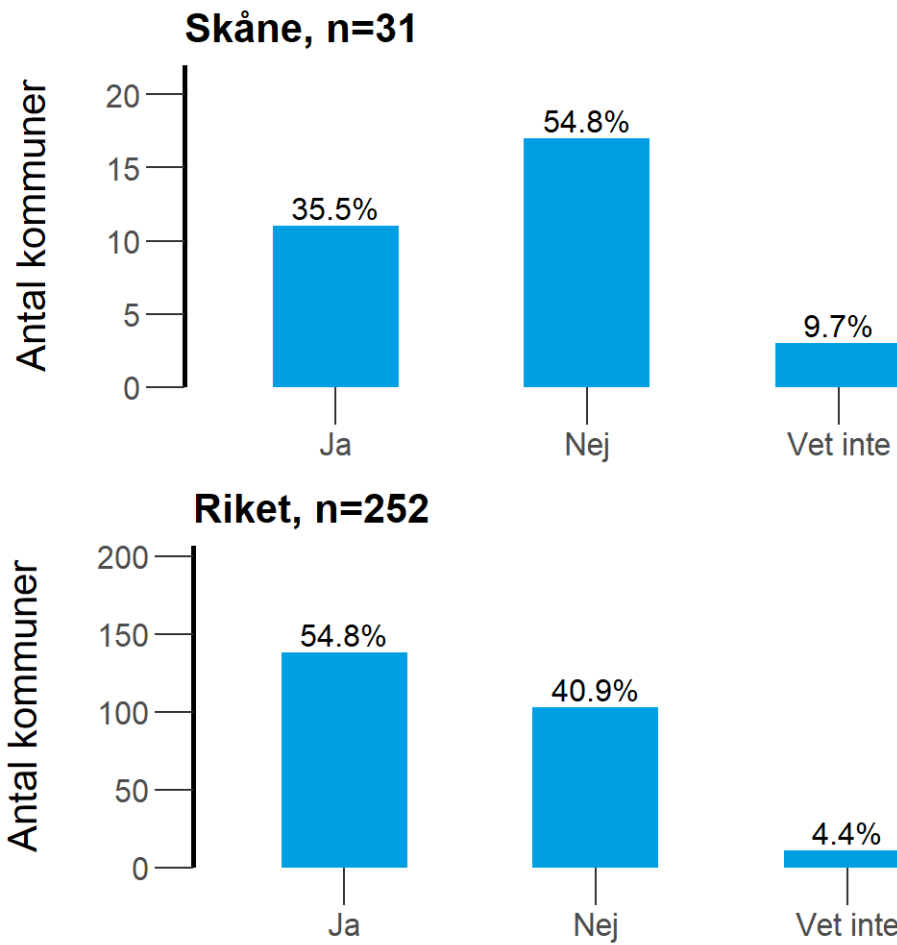 Skåne, n=31
Antal kommuner
20
15
10
5
0
35.5%
54.8%
9.7%
Ja
Nej
Vet inte
Riket, n=252
Antal kommuner
200
150
100
50
0
54.8%
40.9%
4.4%
Ja
Nej
Vet inte